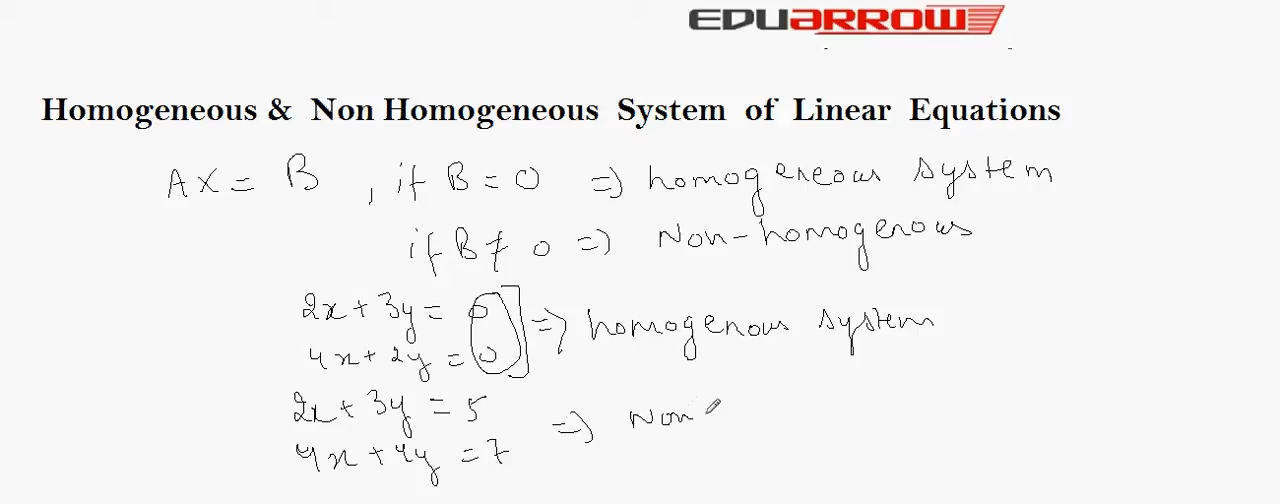 EDUARROW
Homogeneous & Non Homogeneous System of Linear Equations
AX = B , if B = 0 => homogeneous system
if B ≠ 0 => Non-homogenous
2x + 3y = 0
4x + 2y = 0 => homogenous system
2x + 3y = 5
4x + 4y = 7 => Non